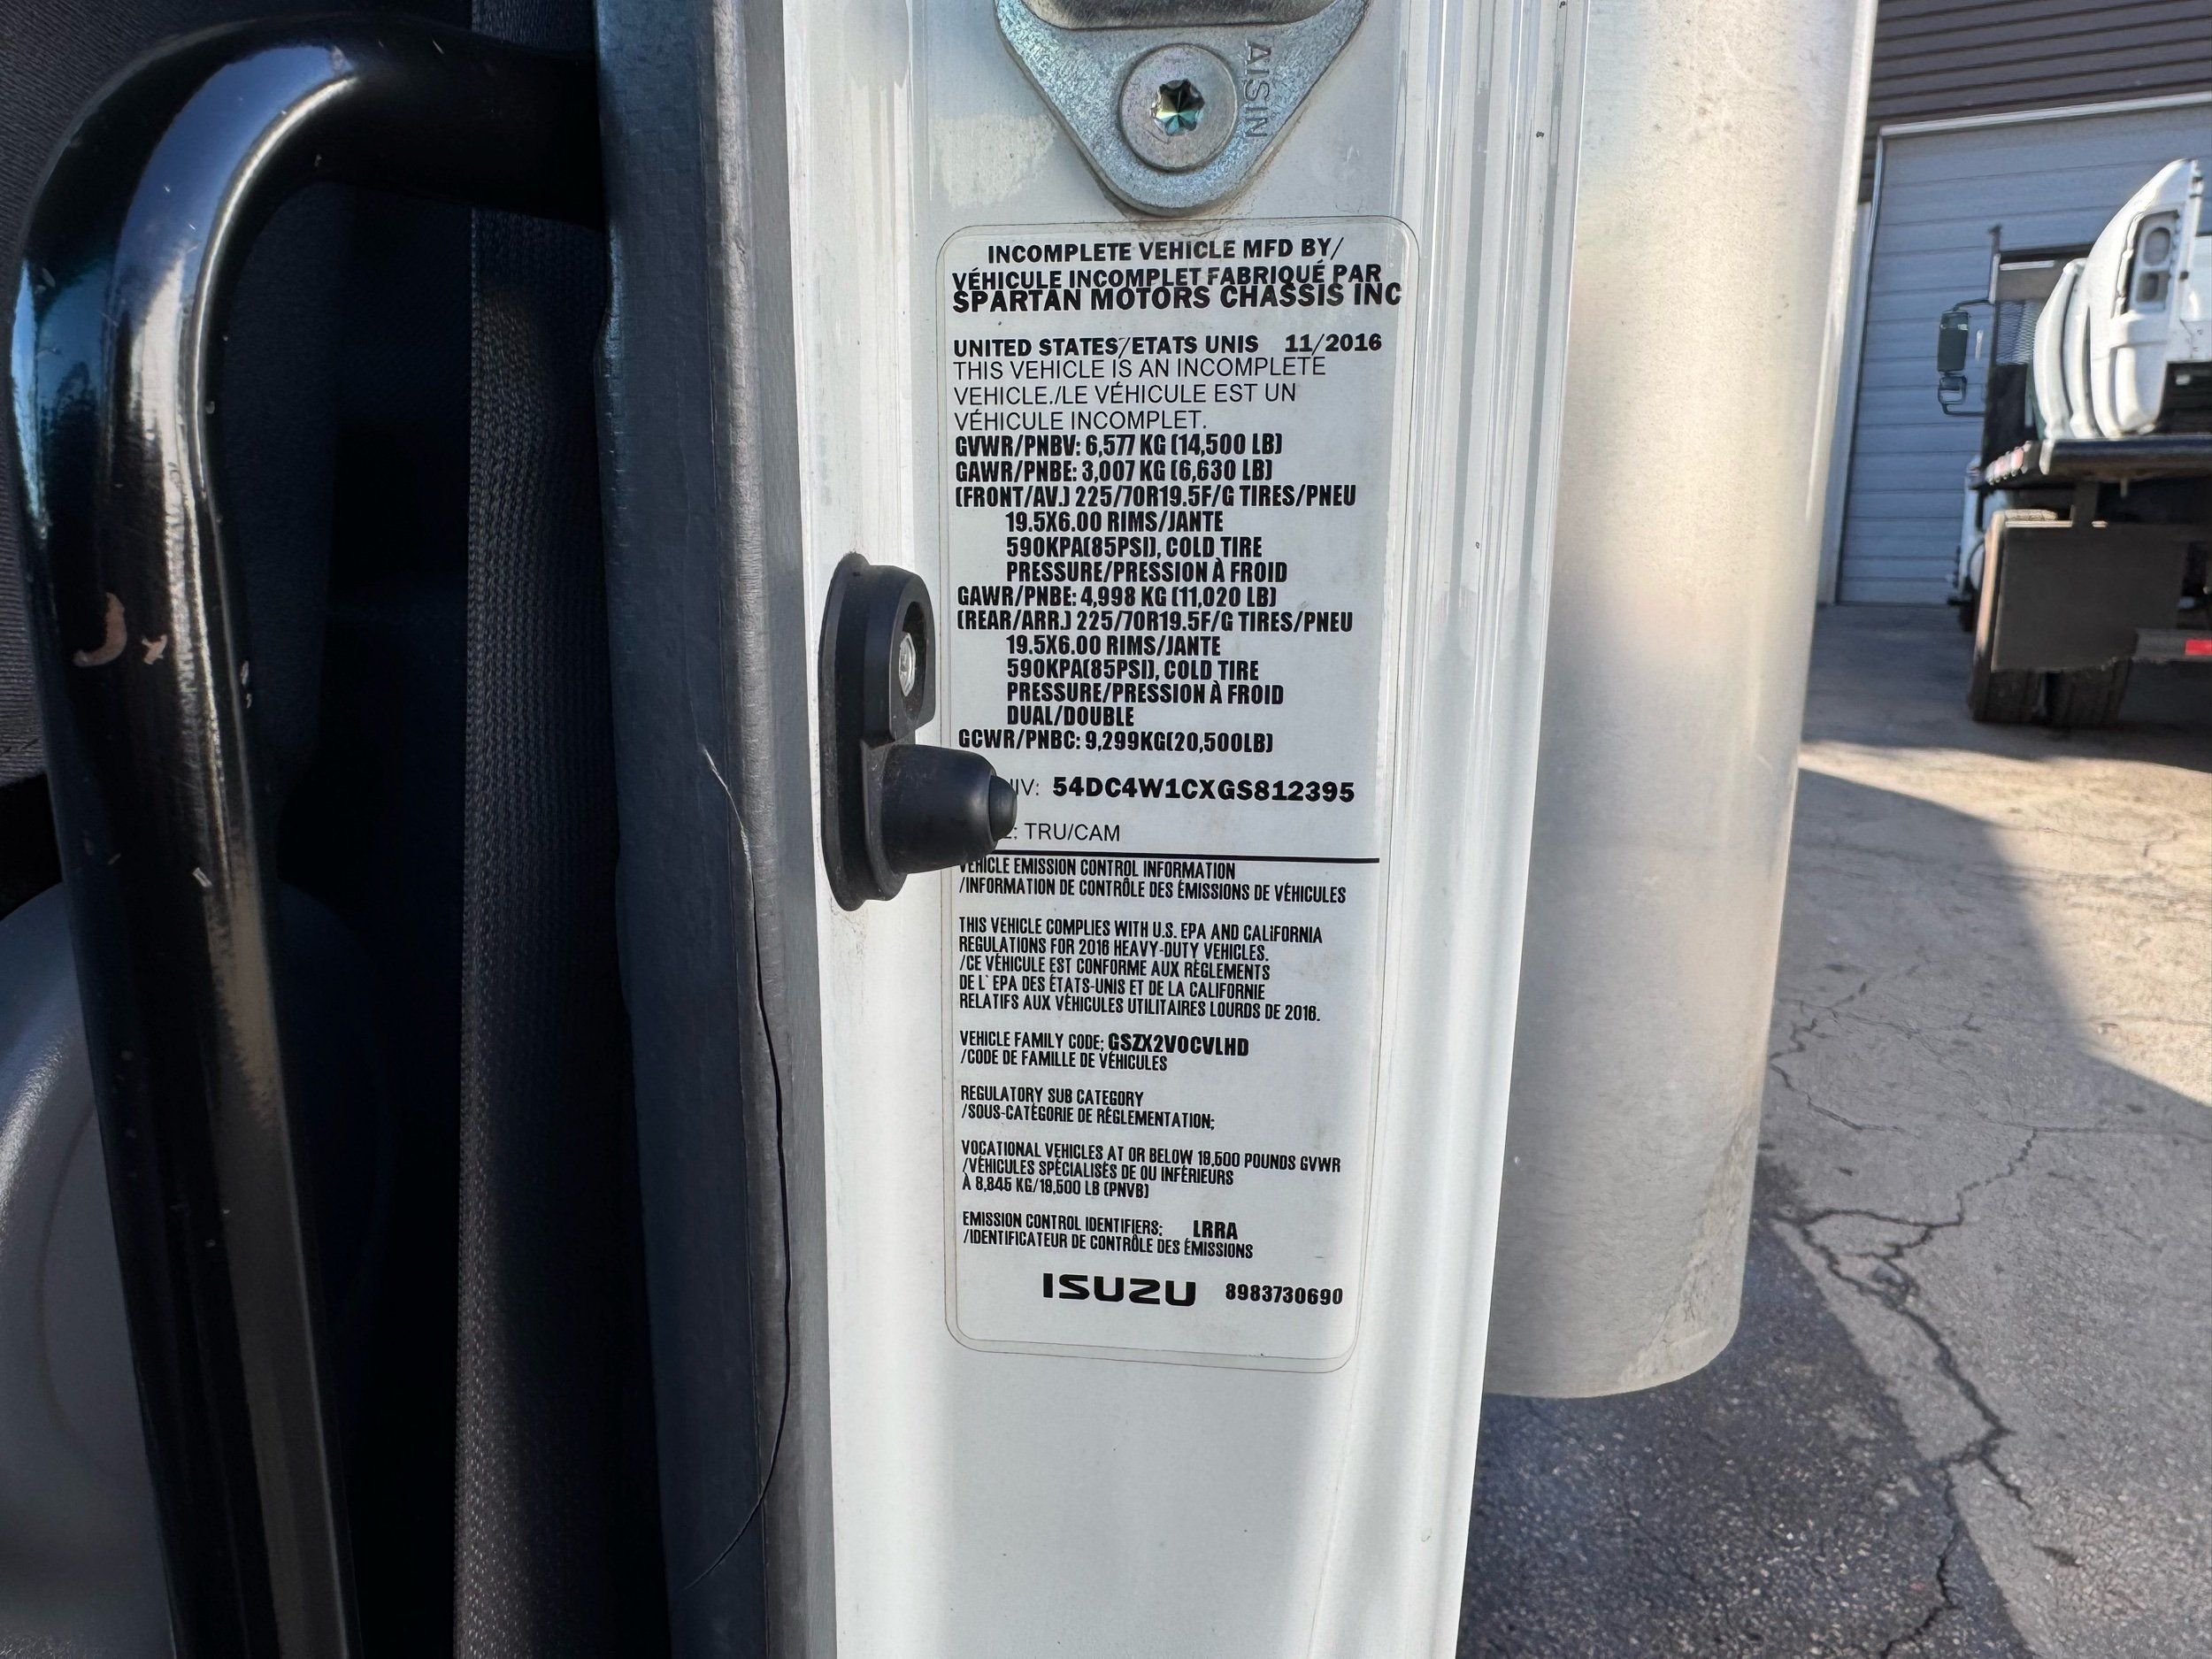 AISIN
INCOMPLETE VEHICLE MFD BY/
VÉHICULE INCOMPLET FABRIQUÉ PAR
SPARTAN MOTORS CHASSIS INC
UNITED STATES/ETATS UNIS 11/2016
THIS VEHICLE IS AN INCOMPLETE
VEHICLE./LE VÉHICULE EST UN
VÉHICULE INCOMPLET.
GVWR/PNBV: 6,577 KG (14,500 LB)
GAWR/PNBE: 3,007 KG (6,630 LB)
(FRONT/AV.) 225/70R19.5F/G TIRES/PNEU
19.5X6.00 RIMS/JANTE
590KPA(85PSI), COLD TIRE
PRESSURE/PRESSION À FROID
GAWR/PNBE: 4,998 KG (11,020 LB)
(REAR/ARR.) 225/70R19.5F/G TIRES/PNEU
19.5X6.00 RIMS/JANTE
590KPA(85PSI), COLD TIRE
PRESSURE/PRESSION À FROID
DUAL/DOUBLE
GCWR/PNBC: 9,299KG(20,500LB)
IV: 54DC4W1CXGS812395
: TRU/CAM
VEHICLE EMISSION CONTROL INFORMATION
/INFORMATION DE CONTRÔLE DES ÉMISSIONS DE VÉHICULES
THIS VEHICLE COMPLIES WITH U.S. EPA AND CALIFORNIA
REGULATIONS FOR 2016 HEAVY-DUTY VEHICLES.
/CE VÉHICULE EST CONFORME AUX RÈGLEMENTS
DE L' EPA DES ÉTATS-UNIS ET DE LA CALIFORNIE
RELATIFS AUX VÉHICULES UTILITAIRES LOURDS DE 2016.
VEHICLE FAMILY CODE; GSZX2VOCVLHD
/CODE DE FAMILLE DE VÉHICULES
REGULATORY SUB CATEGORY
/SOUS-CATÉGORIE DE RÉGLEMENTATION;
VOCATIONAL VEHICLES AT OR BELOW 19,500 POUNDS GVWR
/VÉHICULES SPÉCIALISÉS DE OU INFÉRIEURS
À 8,845 KG/19,500 LB (PNVB)
EMISSION CONTROL IDENTIFIERS: LRRA
/IDENTIFICATEUR DE CONTRÔLE DES ÉMISSIONS
ISUZU 8983730690